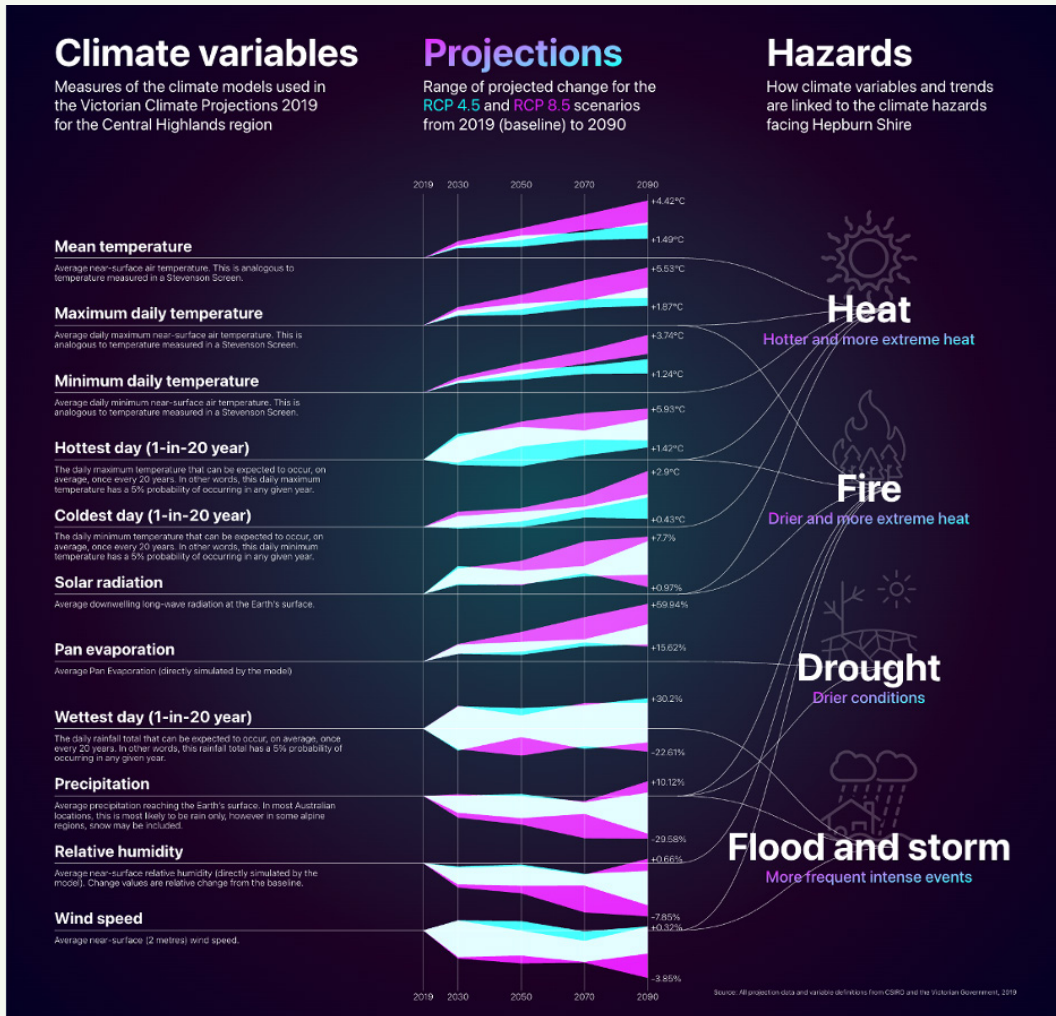 Climate variables
Measures of the climate models used in
the Victorian Climate Projections 2019
for the Central Highlands region
Projections
Range of projected change for the
RCP 4.5 and RCP 8.5 scenarios
from 2019 (baseline) to 2090
Hazards
How climate variables and trends
are linked to the climate hazards
facing Hepburn Shire
2019 2030 2050 2070 2090
Mean temperature
Average near-surface air temperature. This is analogous to
temperature measured in a Stevenson Screen.
+4.42°C
+1.49°C
Maximum daily temperature
Average daily maximum near-surface air temperature. This is
analogous to temperature measured in a Stevenson Screen.
+5.53°C
+1.87°C
Minimum daily temperature
Average daily minimum near-surface air temperature. This is
analogous to temperature measured in a Stevenson Screen.
+3.74°C
+1.24°C
Hottest day (1-in-20 year)
The daily maximum temperature that can be expected to occur, on
average, once every 20 years. In other words, this daily maximum
temperature has a 5% probability of occurring in any given year.
+5.93°C
+1.42°C
Coldest day (1-in-20 year)
The daily minimum temperature that can be expected to occur, on
average, once every 20 years. In other words, this daily minimum
temperature has a 5% probability of occurring in any given year.
+2.9°C
+0.43°C
Solar radiation
Average downwelling long-wave radiation at the Earth's surface.
+7.7%
+0.97%
Pan evaporation
Average Pan Evaporation (directly simulated by the model)
+59.94%
+15.62%
Wettest day (1-in-20 year)
The daily rainfall total that can be expected to occur, on average, once
every 20 years. In other words, this rainfall total has a 5% probability of
occurring in any given year.
+30.2%
-22.61%
Precipitation
Average precipitation reaching the Earth's surface. In most Australian
locations, this is most likely to be rain only, however in some alpine
regions, snow may be included.
+10.12%
-29.58%
Relative humidity
Average near-surface relative humidity (directly simulated by the
model). Change values are relative change from the baseline.
+0.66%
-7.85%
Wind speed
Average near-surface (2 metres) wind speed.
+0.32%
-3.85%
2019 2030 2050 2070 2090
Heat
Hotter and more extreme heat
Fire
Drier and more extreme heat
Drought
Drier conditions
Flood and storm
More frequent intense events
Source: All projection data and variable definitions from CSIRO and the Victorian Government, 2019